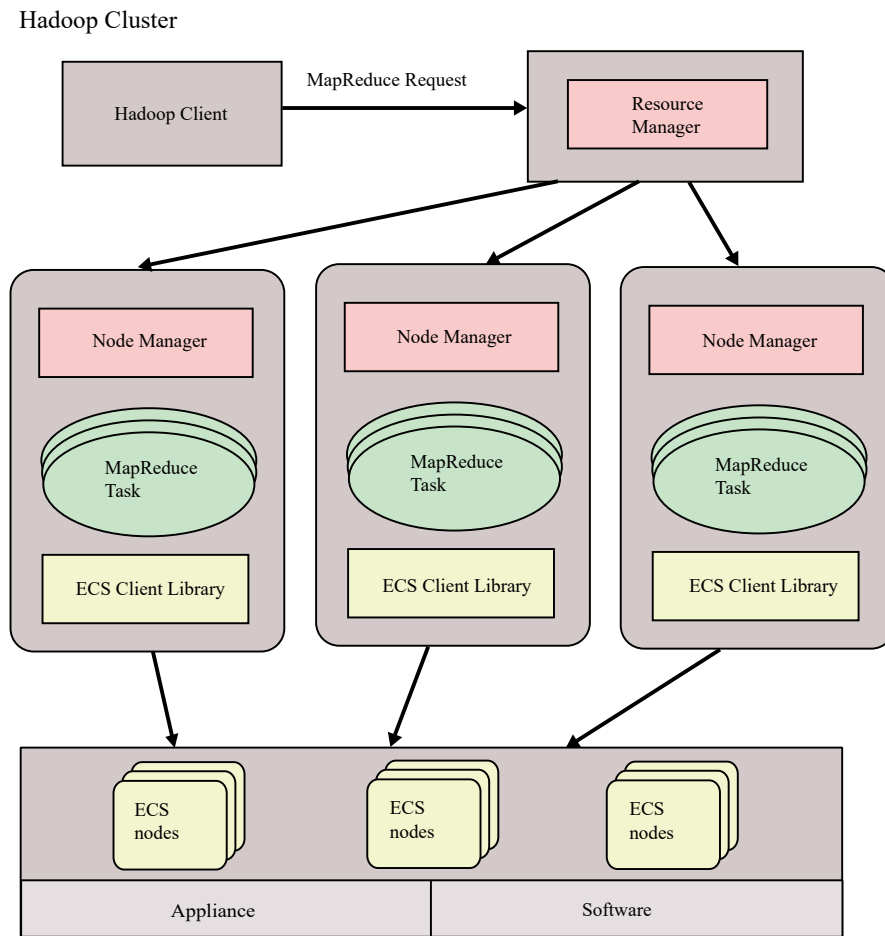 Hadoop Cluster
Hadoop Client
MapReduce Request
Resource
Manager
Node Manager
MapReduce
Task
ECS Client Library
Node Manager
MapReduce
Task
ECS Client Library
Node Manager
MapReduce
Task
ECS Client Library
ECS
nodes
ECS
nodes
ECS
nodes
Appliance
Software